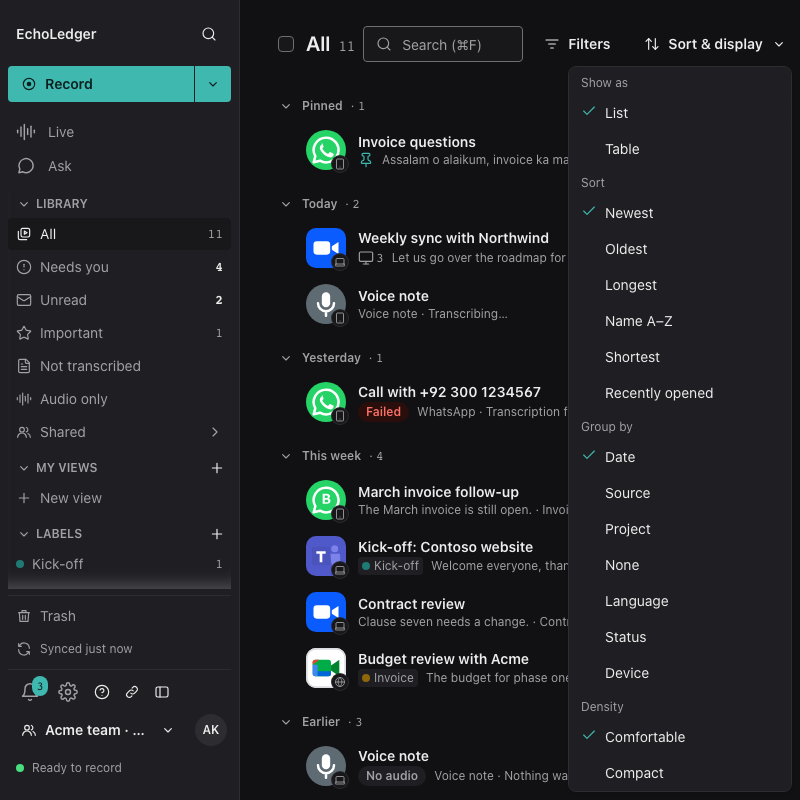 EchoLedger
Record
Live
Ask
LIBRARY
All 11
Needs you 4
Unread 2
Important 1
Not transcribed
Audio only
Shared
MY VIEWS
New view
LABELS
Kick-off 1
Trash
Synced just now
3
Acme team · ... AK
Ready to record
All 11
Search (⌘F)
Filters
Sort & display
Pinned · 1
Invoice questions
Assalam o alaikum, invoice ka ma
Today · 2
Weekly sync with Northwind
3 Let us go over the roadmap for
Voice note
Voice note · Transcribing...
Yesterday · 1
Call with +92 300 1234567
Failed WhatsApp · Transcription f
This week · 4
B
March invoice follow-up
The March invoice is still open. · Invoi
T
Kick-off: Contoso website
Kick-off Welcome everyone, than
Contract review
Clause seven needs a change. · Contr
Budget review with Acme
Invoice The budget for phase one
Earlier · 3
Voice note
No audio Voice note · Nothing wa
Show as
List
Table
Sort
Newest
Oldest
Longest
Name A–Z
Shortest
Recently opened
Group by
Date
Source
Project
None
Language
Status
Device
Density
Comfortable
Compact